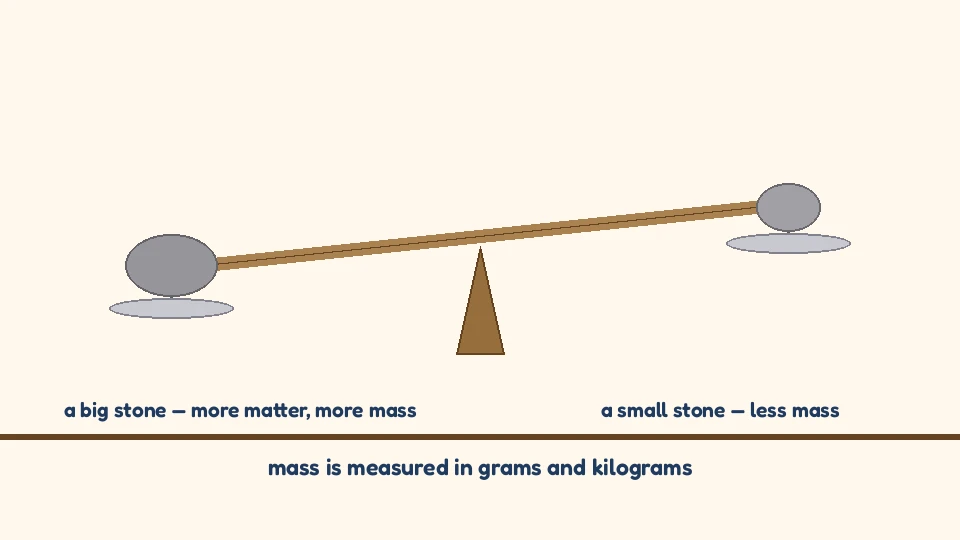 a big stone — more matter, more mass
a small stone — less mass
mass is measured in grams and kilograms